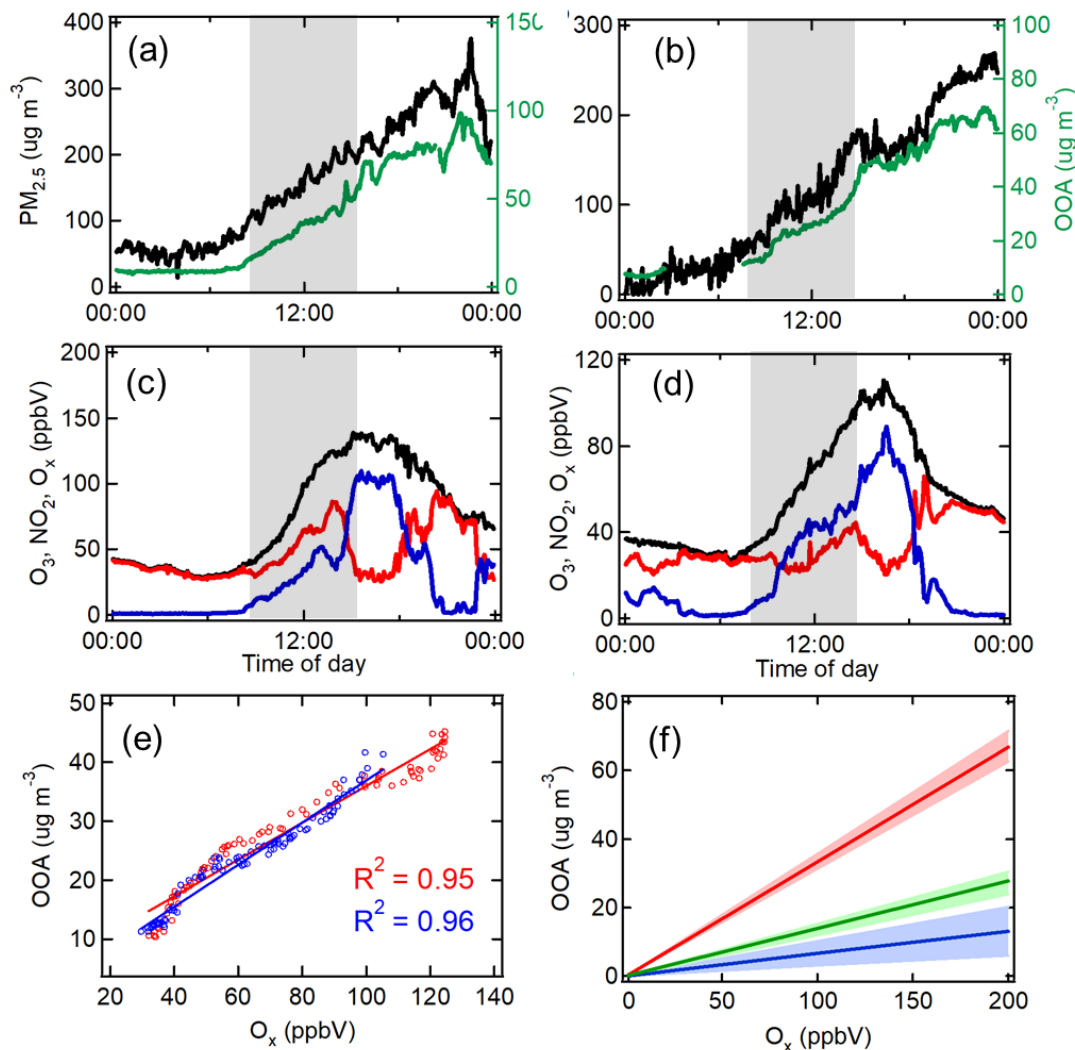 (a)
PM2.5 (ug m-3)
400
300
200
100
0
150
100
50
0
00:00 12:00 00:00
(b)
300
200
100
0
OOA (ug m-3)
100
80
60
40
20
0
00:00 12:00 00:00
(c)
O3, NO2, Ox (ppbV)
200
150
100
50
0
00:00 12:00 00:00
Time of day
(d)
O3, NO2, Ox (ppbV)
120
80
40
0
00:00 12:00 00:00
Time of day
(e)
OOA (ug m-3)
50
40
30
20
10
R2 = 0.95
R2 = 0.96
20 40 60 80 100 120 140
Ox (ppbV)
(f)
OOA (ug m-3)
80
60
40
20
0
0 50 100 150 200
Ox (ppbV)